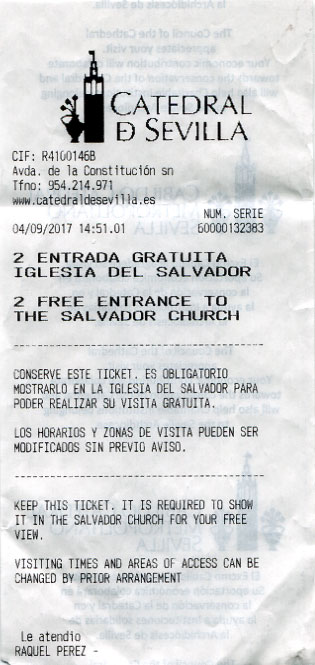 CATEDRAL
D SEVILLA
CIF: R4100146B
Avda. de la Constitución sn
Tfno: 954.214.971
www.catedraldesevilla.es
NUM. SERIE
04/09/2017 14:51.01 60000132383
2 ENTRADA GRATUITA
IGLESIA DEL SALVADOR
2 FREE ENTRANCE TO
THE SALVADOR CHURCH
CONSERVE ESTE TICKET. ES OBLIGATORIO
MOSTRARLO EN LA IGLESIA DEL SALVADOR PARA
PODER REALIZAR SU VISITA GRATUITA.
LOS HORARIOS Y ZONAS DE VISITA PUEDEN SER
MODIFICADOS SIN PREVIO AVISO.
KEEP THIS TICKET. IT IS REQUIRED TO SHOW
IT IN THE SALVADOR CHURCH FOR YOUR FREE
VIEW.
VISITING TIMES AND AREAS OF ACCESS CAN BE
CHANGED BY PRIOR ARRANGEMENT
Le atendio
RAQUEL PEREZ -